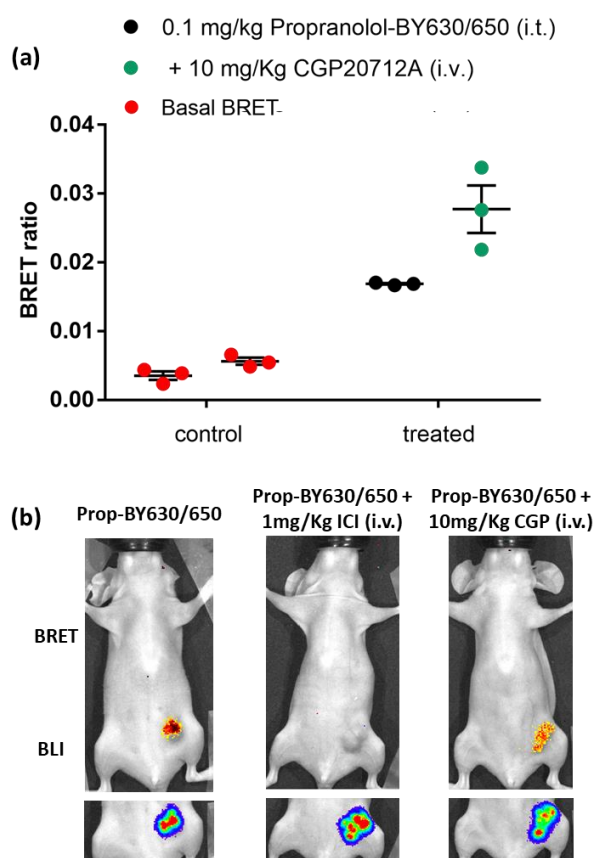 (a)
0.1 mg/kg Propranolol-BY630/650 (i.t.)
+ 10 mg/Kg CGP20712A (i.v.)
Basal BRET
0.04
0.03
0.02
0.01
0.00
BRET ratio
control treated
(b)
Prop-BY630/650
Prop-BY630/650 +
1mg/Kg ICI (i.v.)
Prop-BY630/650 +
10mg/Kg CGP (i.v.)
BRET
BLI